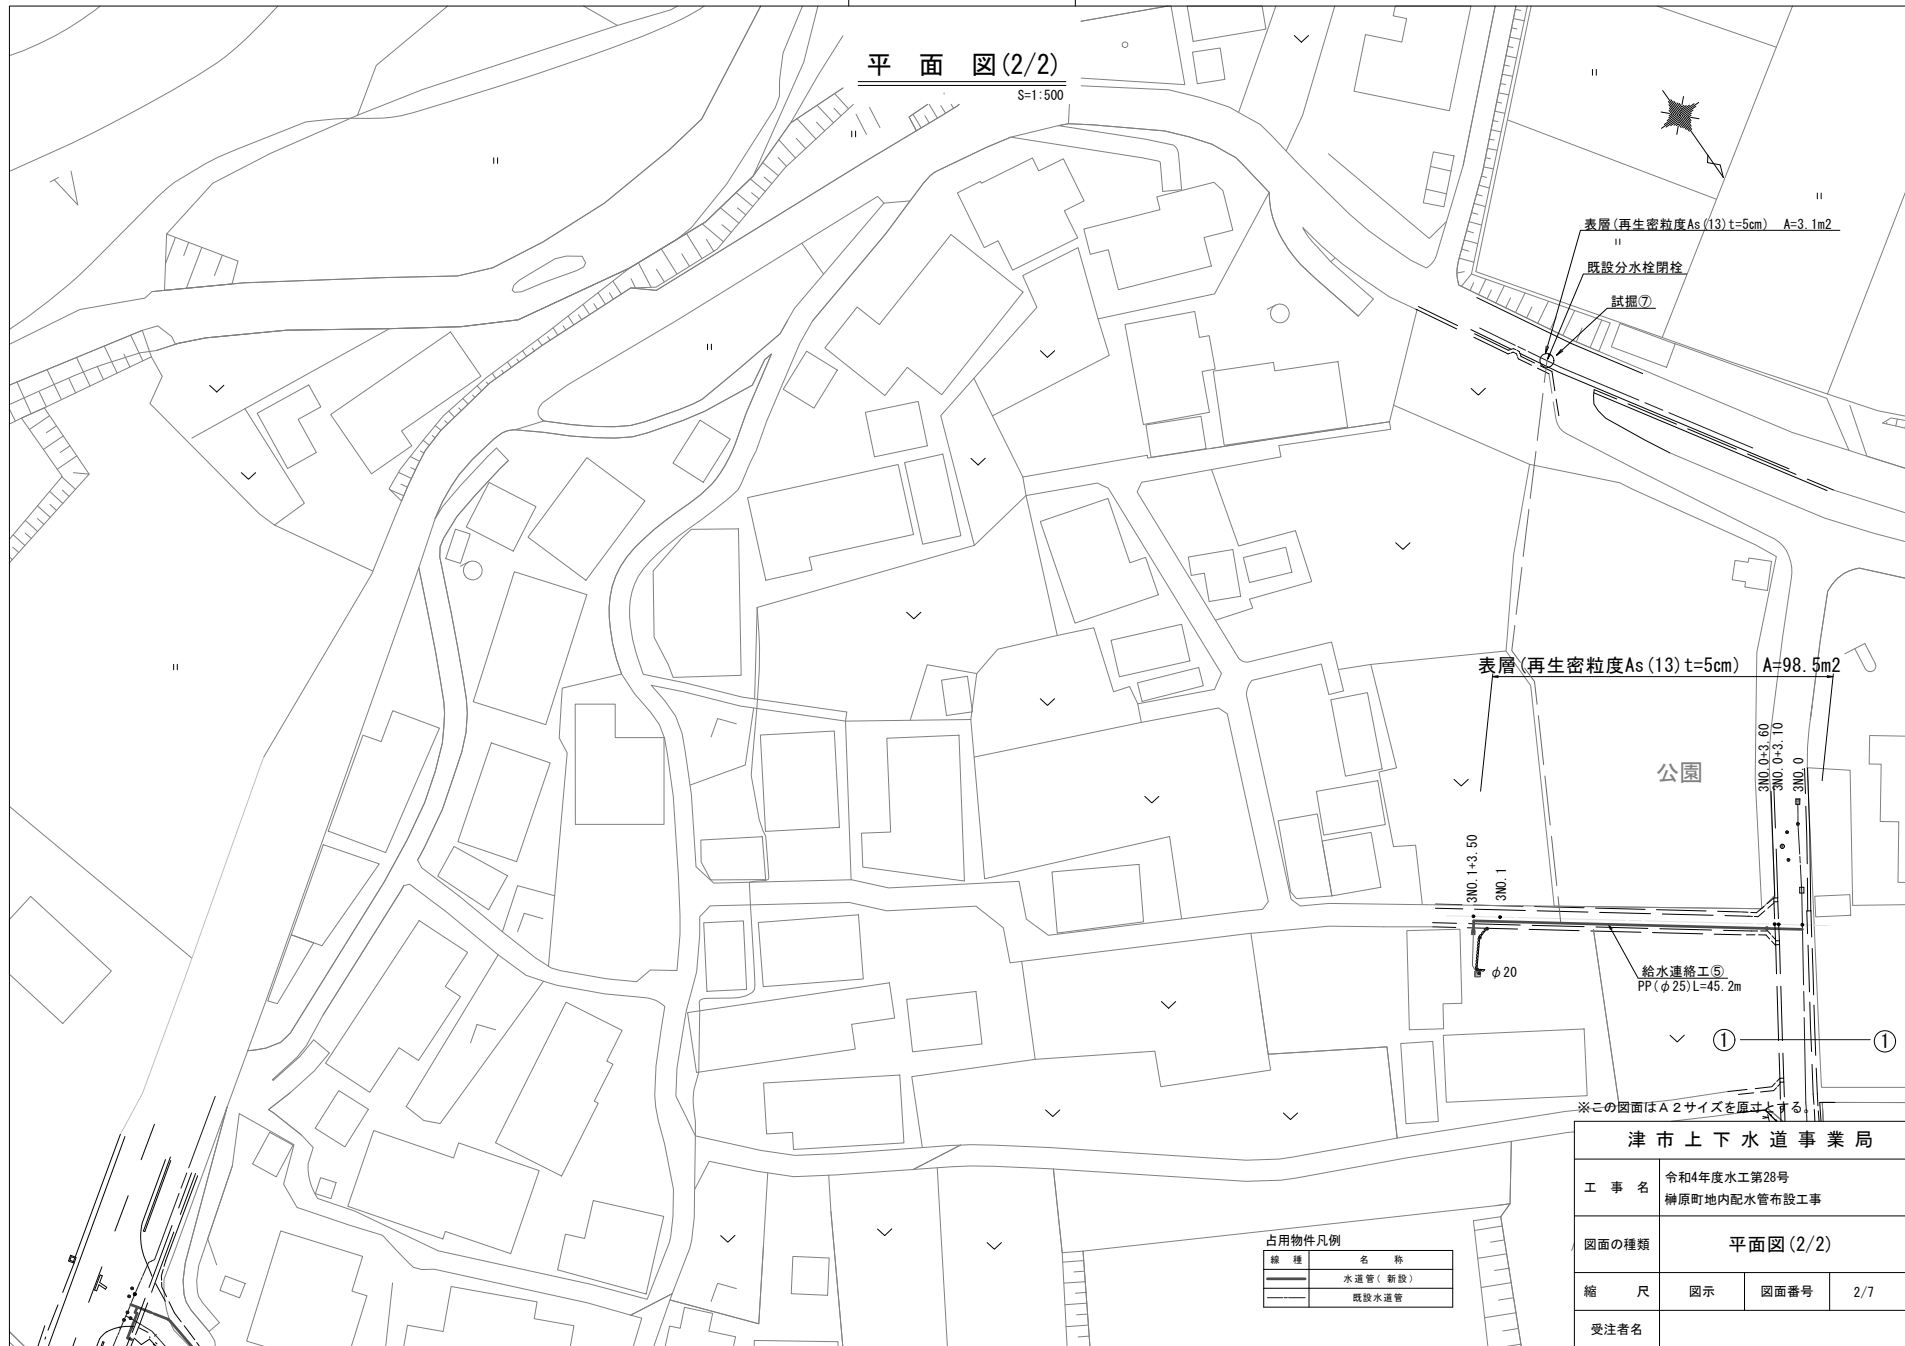 平 面 図(2/2)
S=1:500
表層(再生密粒度As(13)t=5cm) A=3.1m2
既設分水栓閉栓
試掘⑦
表層(再生密粒度As(13)t=5cm) A=98.5m2
公園
3NO.0+3.60
3NO.0+3.10
3NO.0
3NO.1+3.50
3NO.1
φ20
給水連絡工⑤
PP(φ25)L=45.2m
① ①
※この図面はA2サイズを原寸とする。
津市上下水道事業局
工 事 名 令和4年度水工第28号
榊原町地内配水管布設工事
図面の種類 平面図(2/2)
縮 尺 図示 図面番号 2/7
受注者名
占用物件凡例
線 種 名 称
水道管( 新設)
既設水道管